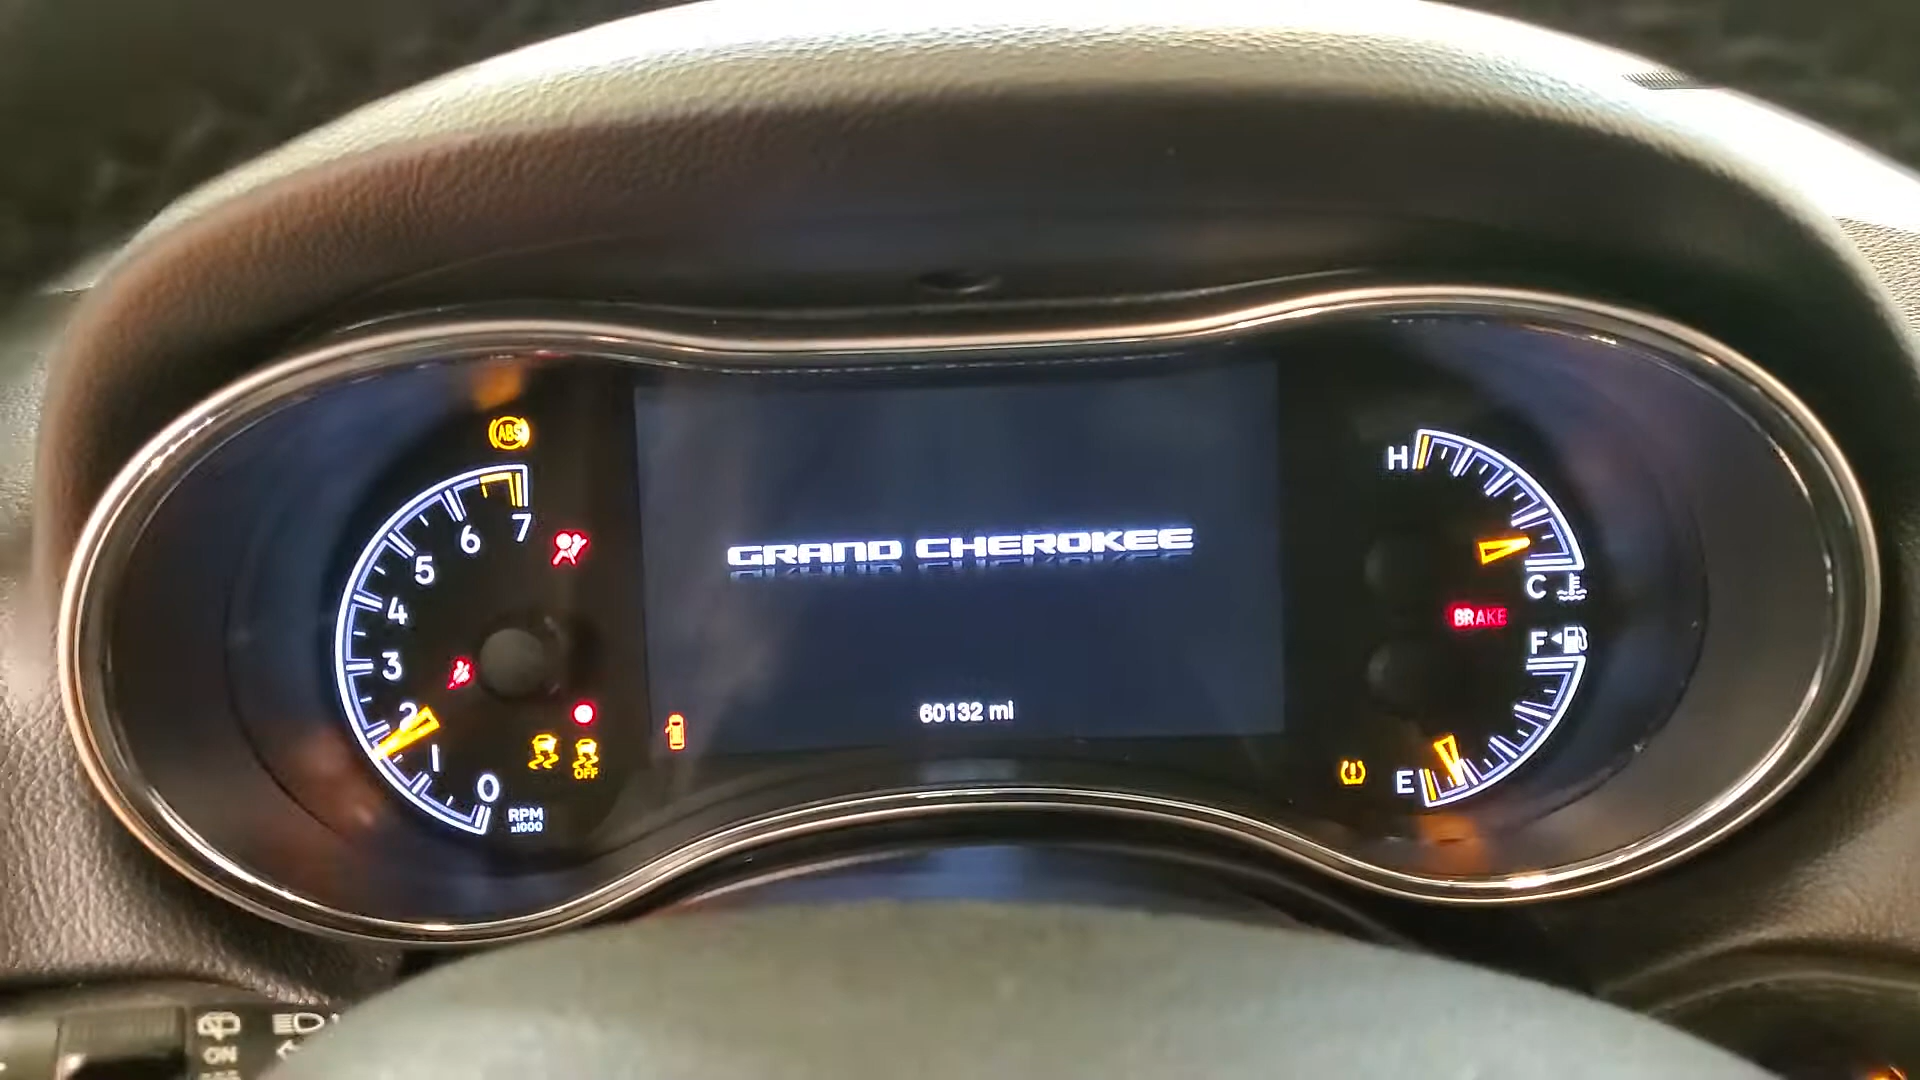 ABS
7
6
5
4
3
2
1
0
RPM
x1000
OFF
GRAND CHEROKEE
60132 mi
H
C
BRAKE
F
E
ON